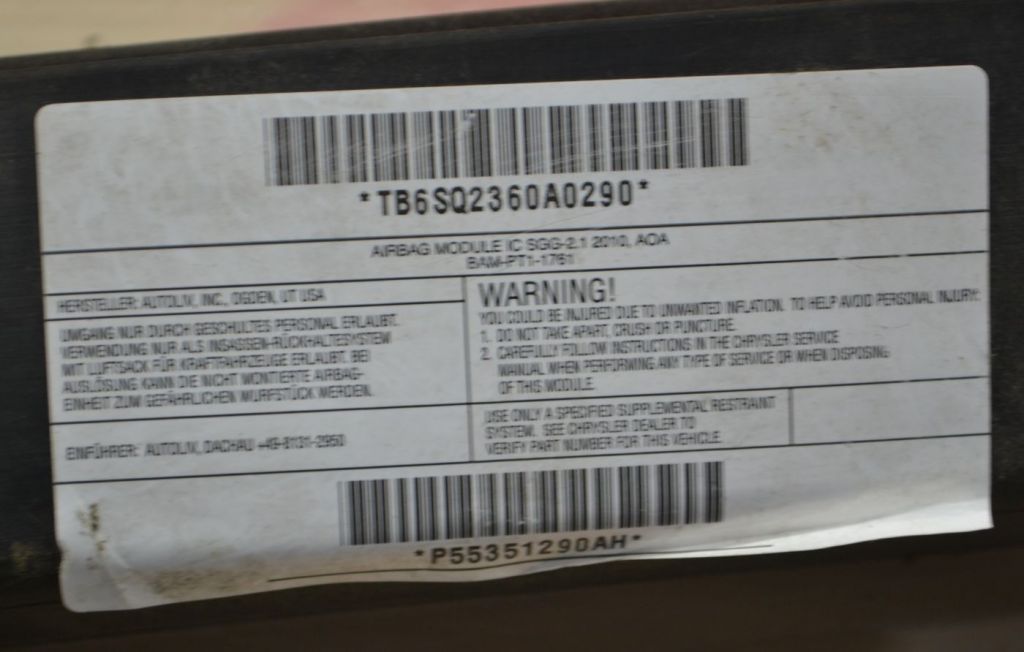 *TB6SQ2360A0290*
AIRBAG MODULE IC SGG-2.1 2010, AOA
BAM-PT1-1761
HERSTELLER: AUTOLIV, INC., OGDEN, UT USA
UMGANG NUR DURCH GESCHULTES PERSONAL ERLAUBT.
VERWENDUNG NUR ALS INSASSEN-RÜCKHALTESYSTEM
MIT LUFTSACK FÜR KRAFTFAHRZEUGE ERLAUBT. BEI
AUSLÖSUNG KANN DIE NICHT MONTIERTE AIRBAG-
EINHEIT ZUM GEFÄHRLICHEN WURFSTÜCK WERDEN.
EINFÜHRER: AUTOLIV, DACHAU +49-8131-2950
WARNING!
YOU COULD BE INJURED DUE TO UNWANTED INFLATION. TO HELP AVOID PERSONAL INJURY:
1. DO NOT TAKE APART, CRUSH OR PUNCTURE.
2. CAREFULLY FOLLOW INSTRUCTIONS IN THE CHRYSLER SERVICE
MANUAL WHEN PERFORMING ANY TYPE OF SERVICE OR WHEN DISPOSING
OF THIS MODULE.
USE ONLY A SPECIFIED SUPPLEMENTAL RESTRAINT
SYSTEM. SEE CHRYSLER DEALER TO
VERIFY PART NUMBER FOR THIS VEHICLE.
*P55351290AH*